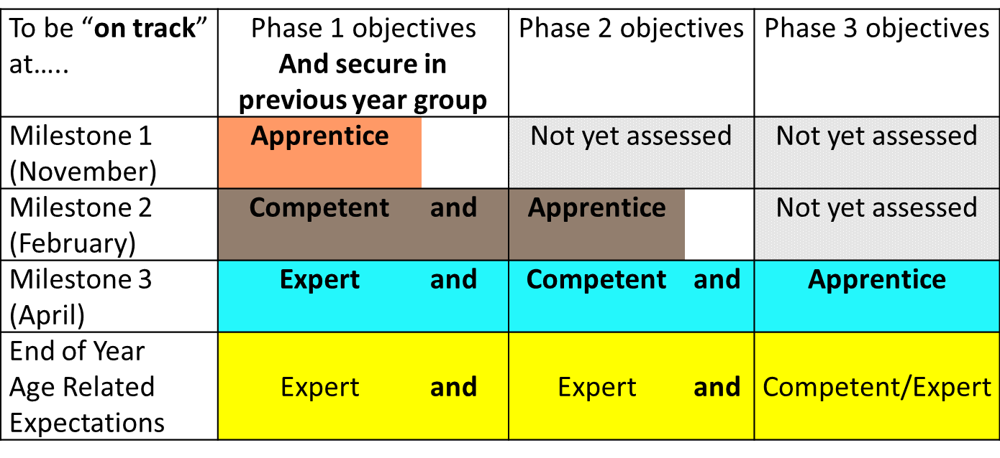 To be “on track” at…..
Phase 1 objectives
And secure in
previous year group
Phase 2 objectives
Phase 3 objectives
Milestone 1
(November)
Apprentice
Not yet assessed
Not yet assessed
Milestone 2
(February)
Competent and
Apprentice
Not yet assessed
Milestone 3
(April)
Expert and
Competent and
Apprentice
End of Year
Age Related
Expectations
Expert and
Expert and
Competent/Expert